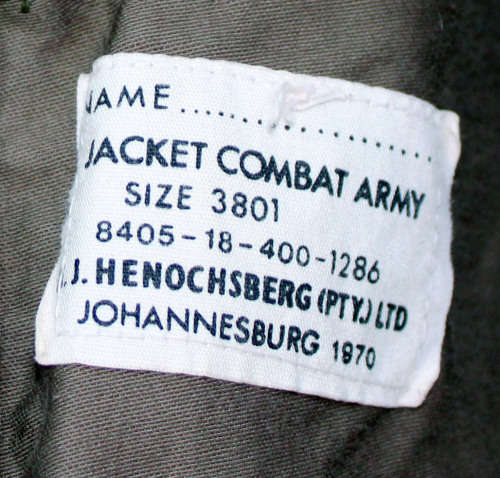 NAME....................
JACKET COMBAT ARMY
SIZE 3801
8405-18-400-1286
. J. HENOCHSBERG (PTY.) LTD
JOHANNESBURG 1970